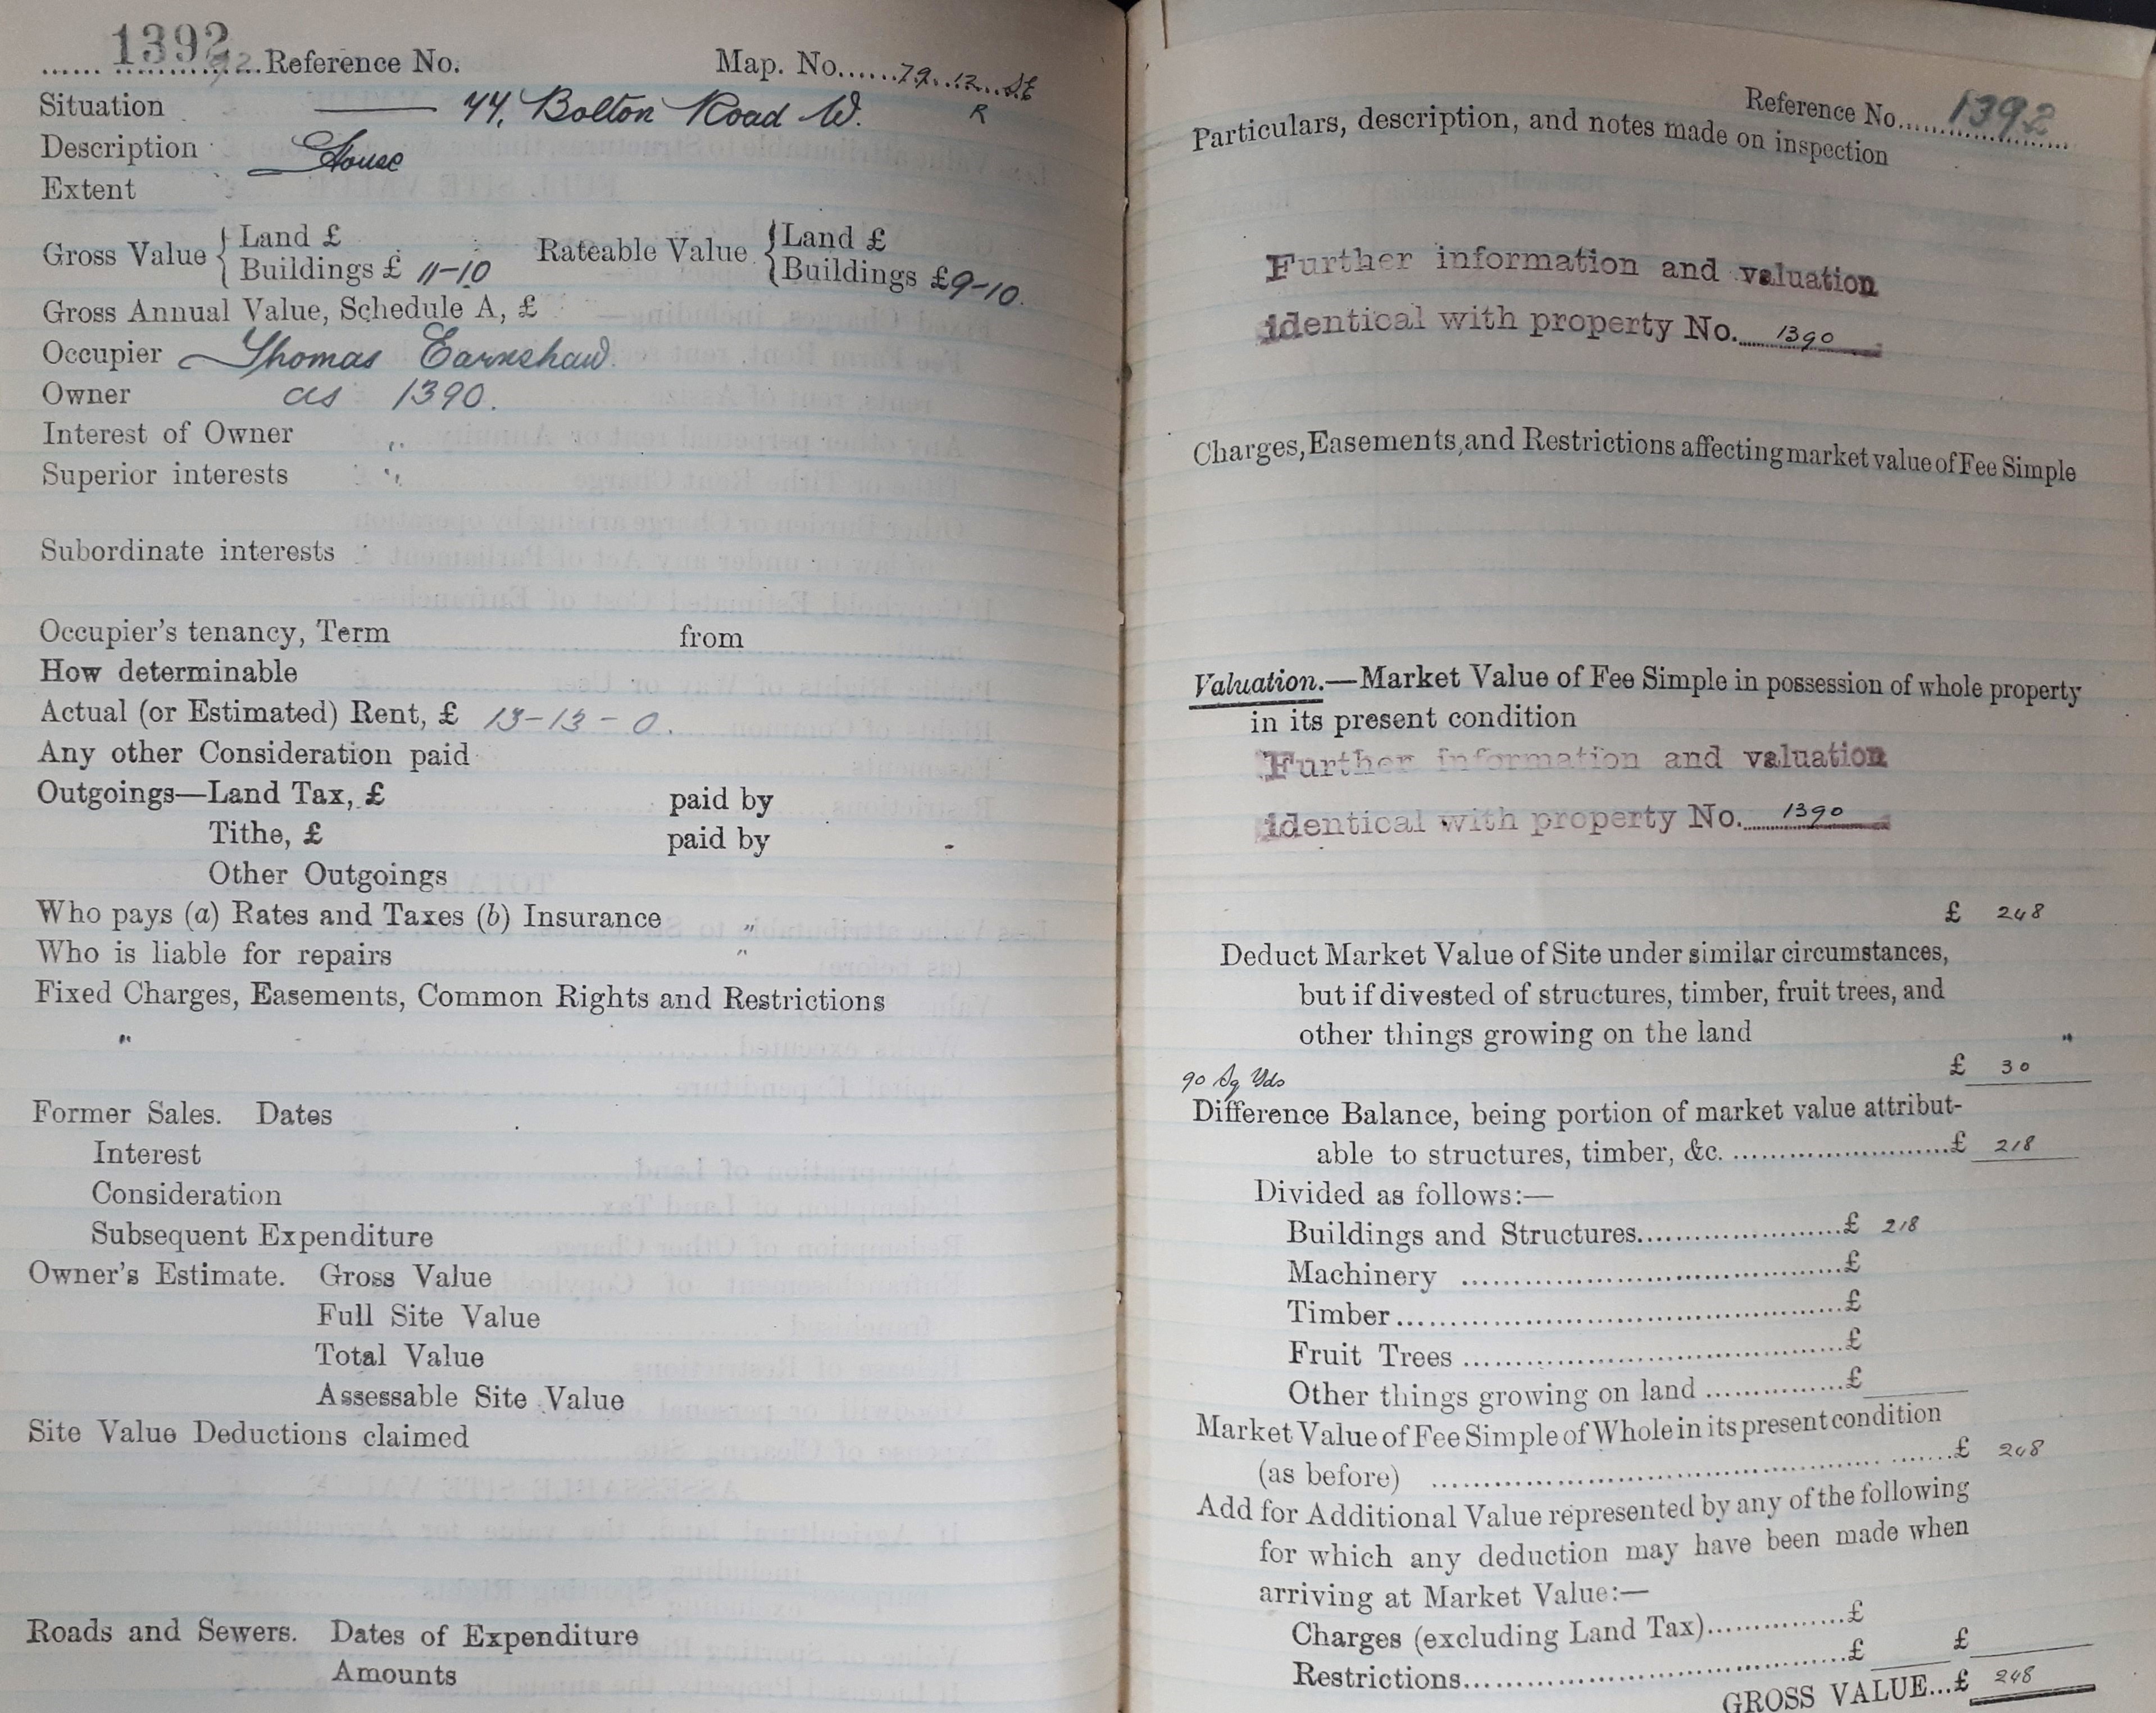 1392 Reference No. Map. No. 79.12 SE
R
Situation 44, Bolton Road W.
Description House
Extent
Gross Value { Land £ Rateable Value { Land £
Buildings £ 11-10 Buildings £9-10.
Gross Annual Value, Schedule A, £
Occupier Thomas Earnshaw.
Owner as 1390.
Interest of Owner "
Superior interests "
Subordinate interests
Occupier's tenancy, Term from
How determinable
Actual (or Estimated) Rent, £ 13-13-0.
Any other Consideration paid
Outgoings—Land Tax, £ paid by
Tithe, £ paid by
Other Outgoings
Who pays (a) Rates and Taxes (b) Insurance "
Who is liable for repairs "
Fixed Charges, Easements, Common Rights and Restrictions
"
Former Sales. Dates
Interest
Consideration
Subsequent Expenditure
Owner's Estimate. Gross Value
Full Site Value
Total Value
Assessable Site Value
Site Value Deductions claimed
Roads and Sewers. Dates of Expenditure
Amounts
Reference No. 1392
Particulars, description, and notes made on inspection
Further information and valuation
identical with property No. 1390
Charges, Easements, and Restrictions affecting market value of Fee Simple
Valuation.—Market Value of Fee Simple in possession of whole property
in its present condition
Further information and valuation
identical with property No. 1390
£ 248
Deduct Market Value of Site under similar circumstances,
but if divested of structures, timber, fruit trees, and
other things growing on the land "
90 Sq Yds £ 30
Difference Balance, being portion of market value attribut-
able to structures, timber, &c. £ 218
Divided as follows:—
Buildings and Structures £ 218
Machinery £
Timber £
Fruit Trees £
Other things growing on land £
Market Value of Fee Simple of Whole in its present condition
(as before) £ 248
Add for Additional Value represented by any of the following
for which any deduction may have been made when
arriving at Market Value:—
Charges (excluding Land Tax) £
Restrictions £ £
GROSS VALUE...£ 248